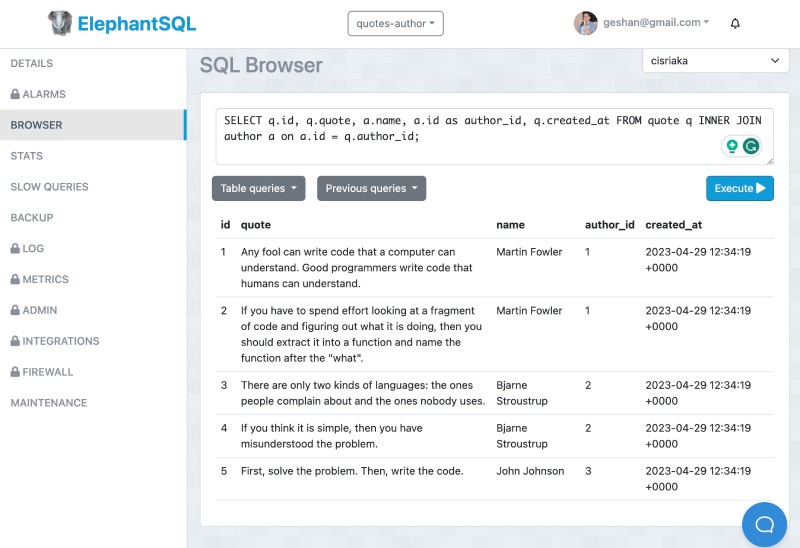 ElephantSQL
quotes-author
geshan@gmail.com
DETAILS
ALARMS
BROWSER
STATS
SLOW QUERIES
BACKUP
LOG
METRICS
ADMIN
INTEGRATIONS
FIREWALL
MAINTENANCE
SQL Browser
cisriaka
SELECT q.id, q.quote, a.name, a.id as author_id, q.created_at FROM quote q INNER JOIN
author a on a.id = q.author_id;
Table queries
Previous queries
Execute
id quote name author_id created_at
1 Any fool can write code that a computer can Martin Fowler 1 2023-04-29 12:34:19
understand. Good programmers write code that +0000
humans can understand.
2 If you have to spend effort looking at a fragment Martin Fowler 1 2023-04-29 12:34:19
of code and figuring out what it is doing, then you +0000
should extract it into a function and name the
function after the "what".
3 There are only two kinds of languages: the ones Bjarne 2 2023-04-29 12:34:19
people complain about and the ones nobody uses. Stroustrup +0000
4 If you think it is simple, then you have Bjarne 2 2023-04-29 12:34:19
misunderstood the problem. Stroustrup +0000
5 First, solve the problem. Then, write the code. John Johnson 3 2023-04-29 12:34:19
+0000